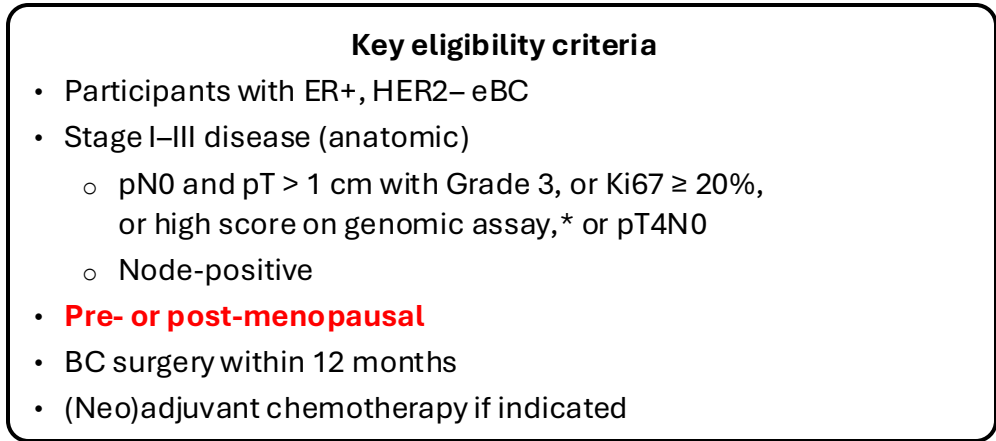 Key eligibility criteria
• Participants with ER+, HER2– eBC
• Stage I–III disease (anatomic)
o pN0 and pT > 1 cm with Grade 3, or Ki67 ≥ 20%,
or high score on genomic assay,* or pT4N0
o Node-positive
• Pre- or post-menopausal
• BC surgery within 12 months
• (Neo)adjuvant chemotherapy if indicated